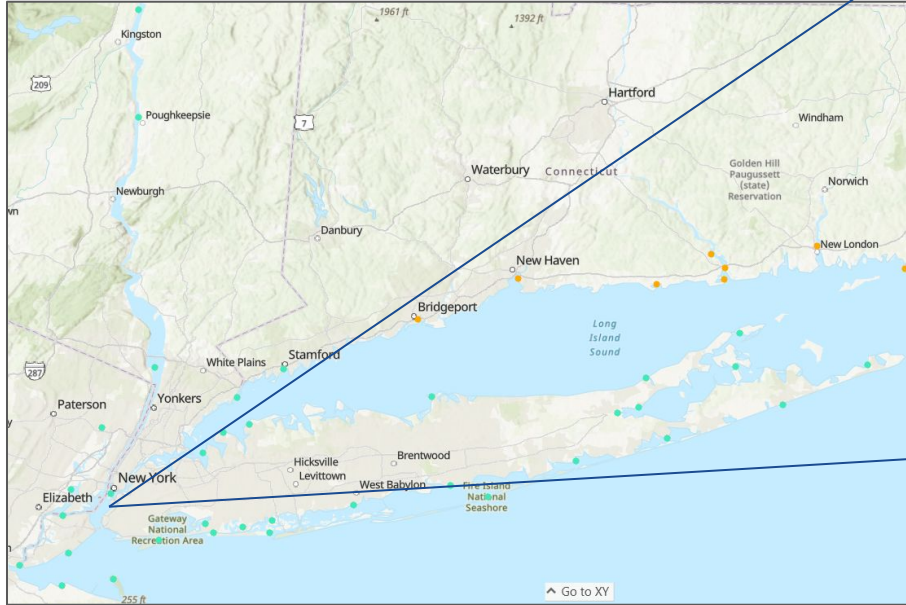 1961 ft
1392 ft
Kingston
209
Hartford
Poughkeepsie
7
Windham
Waterbury
Connecticut
Golden Hill
Paugussett
(state)
Reservation
Newburgh
Norwich
wn
Danbury
New London
New Haven
Bridgeport
Long
Island
Sound
Stamford
White Plains
287
Paterson
Yonkers
y
Brentwood
Hicksville
Levittown
New York
West Babylon
Elizabeth
Fire Island
National
Seashore
Gateway
National
Recreation Area
n
Go to XY
255 ft